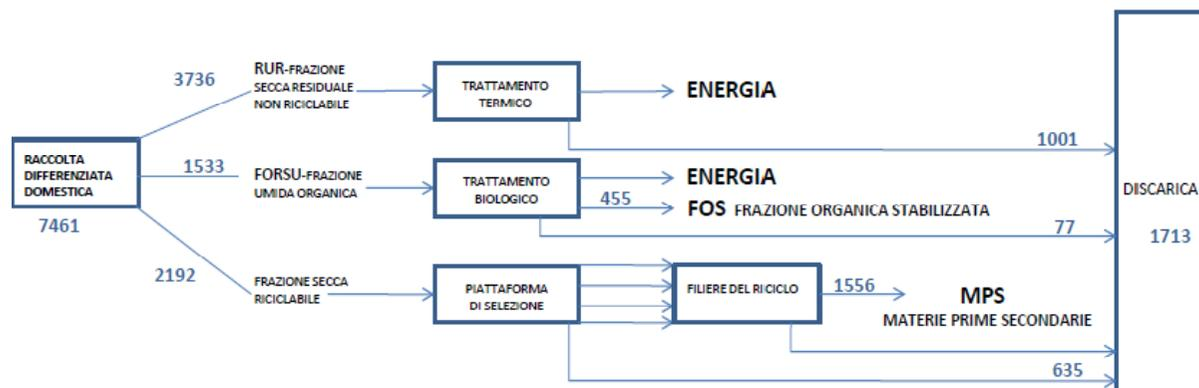 3736
RUR-FRAZIONE
SECCA RESIDUALE
NON RICICLABILE
TRATTAMENTO
TERMICO
ENERGIA
1001
RACCOLTA
DIFFERENZIATA
DOMESTICA
7461
1533
FORSU-FRAZIONE
UMIDA ORGANICA
TRATTAMENTO
BIOLOGICO
ENERGIA
455
FOS FRAZIONE ORGANICA STABILIZZATA
77
DISCARICA
1713
2192
FRAZIONE SECCA
RICICLABILE
PIATTAFORMA
DI SELEZIONE
FILIERE DEL RICICLO
1556
MPS
MATERIE PRIME SECONDARIE
635